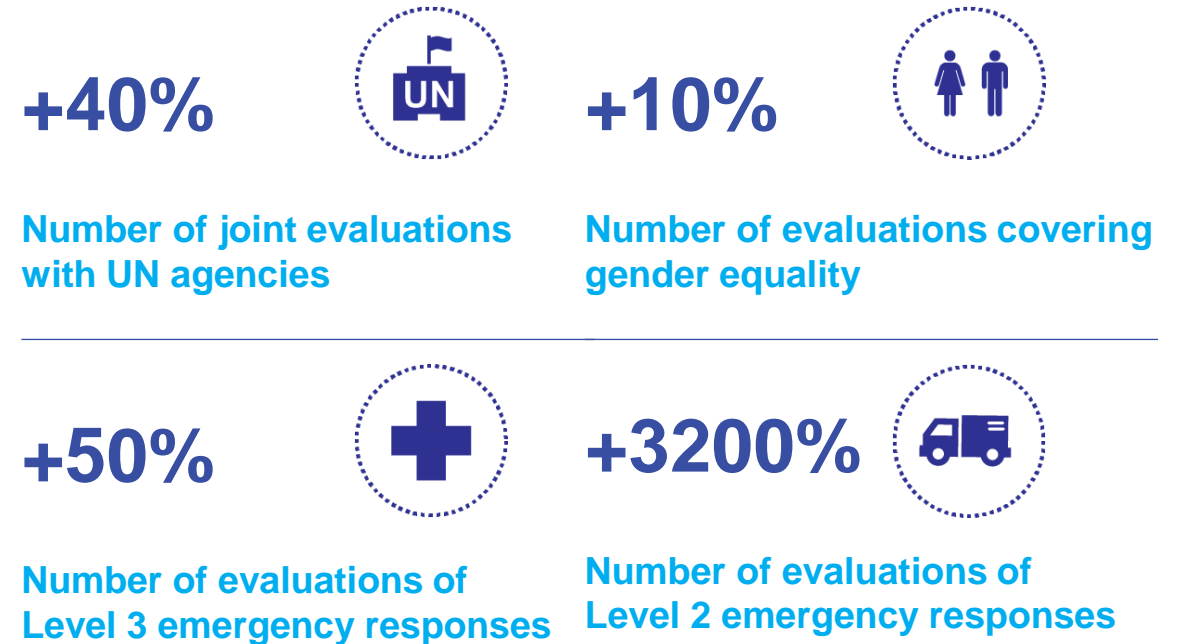 +40%
UN
Number of joint evaluations
with UN agencies
+10%
Number of evaluations covering
gender equality
+50%
Number of evaluations of
Level 3 emergency responses
+3200%
Number of evaluations of
Level 2 emergency responses